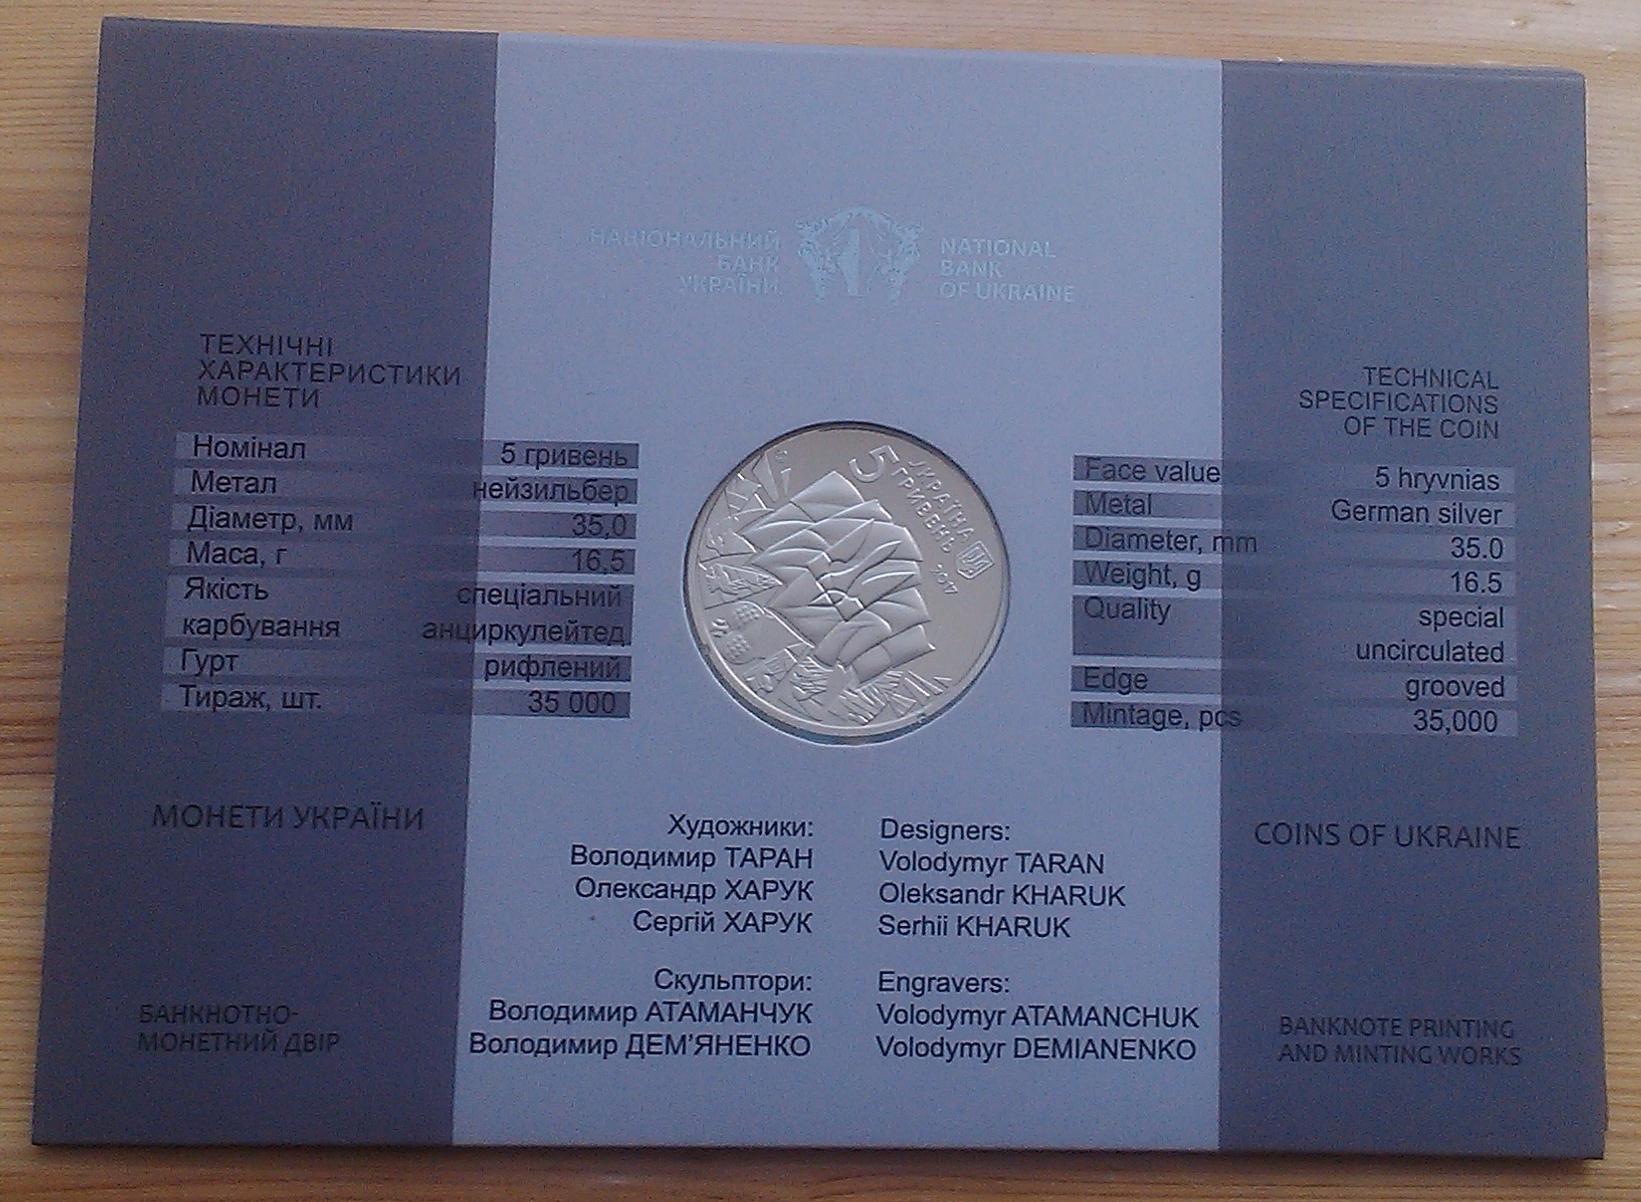 НАЦІОНАЛЬНИЙ
БАНК
УКРАЇНИ
NATIONAL
BANK
OF UKRAINE
ТЕХНІЧНІ
ХАРАКТЕРИСТИКИ
МОНЕТИ
Номінал 5 гривень
Метал нейзильбер
Діаметр, мм 35,0
Маса, г 16,5
Якість спеціальний
карбування анциркулейтед
Гурт рифлений
Тираж, шт. 35 000
5
УКРАЇНА
ГРИВЕНЬ
2017
TECHNICAL
SPECIFICATIONS
OF THE COIN
Face value 5 hryvnias
Metal German silver
Diameter, mm 35.0
Weight, g 16.5
Quality special
uncirculated
Edge grooved
Mintage, pcs 35,000
МОНЕТИ УКРАЇНИ
Художники:
Володимир ТАРАН
Олександр ХАРУК
Сергій ХАРУК
Designers:
Volodymyr TARAN
Oleksandr KHARUK
Serhii KHARUK
COINS OF UKRAINE
Скульптори:
Володимир АТАМАНЧУК
Володимир ДЕМ'ЯНЕНКО
Engravers:
Volodymyr ATAMANCHUK
Volodymyr DEMIANENKO
БАНКНОТНО-
МОНЕТНИЙ ДВІР
BANKNOTE PRINTING
AND MINTING WORKS